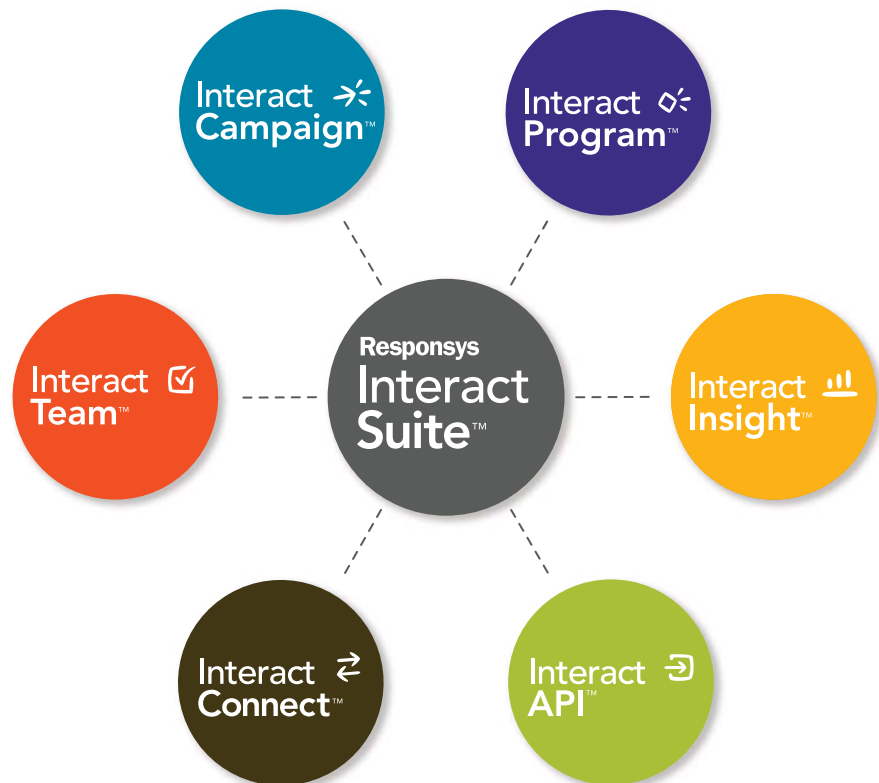 Interact
Campaign™
Interact
Program™
Interact
Team™
Responsys
Interact
Suite™
Interact
Insight™
Interact
Connect™
Interact
API™